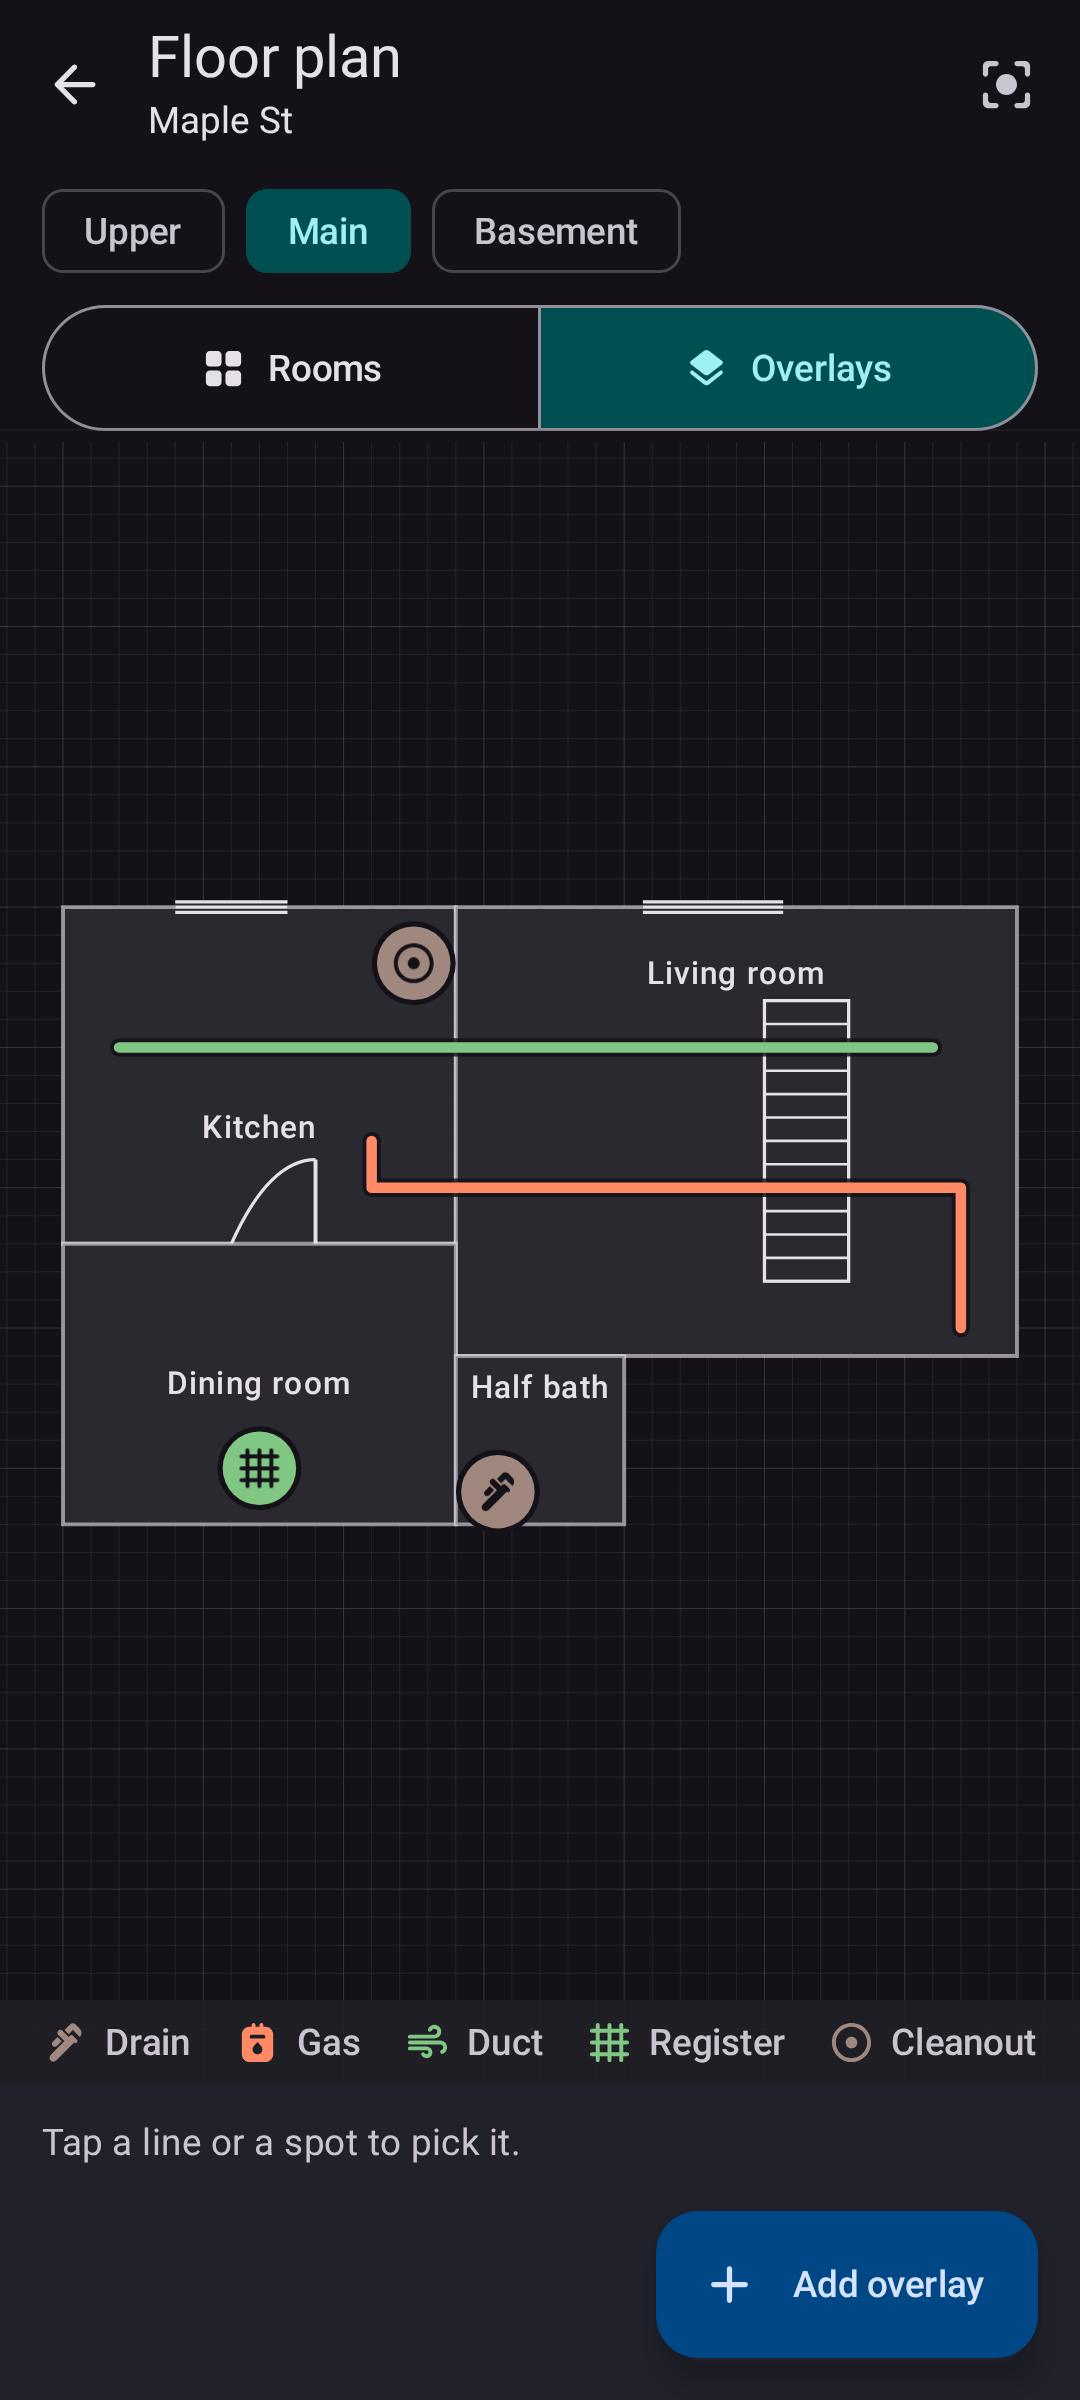 Floor plan
Maple St
Upper
Main
Basement
Rooms
Overlays
Living room
Kitchen
Dining room
Half bath
Drain
Gas
Duct
Register
Cleanout
Tap a line or a spot to pick it.
Add overlay